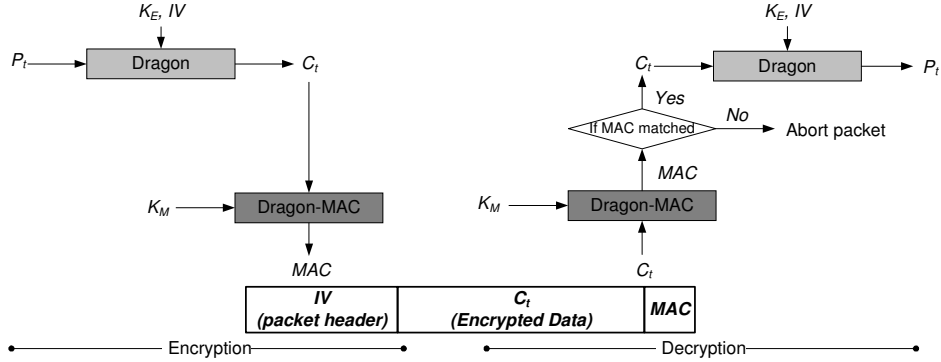 K_E, IV
P_t
Dragon
C_t
K_M
Dragon-MAC
MAC
K_E, IV
C_t
Dragon
P_t
Yes
If MAC matched
No
Abort packet
MAC
K_M
Dragon-MAC
C_t
IV
(packet header)
C_t
(Encrypted Data)
MAC
Encryption
Decryption